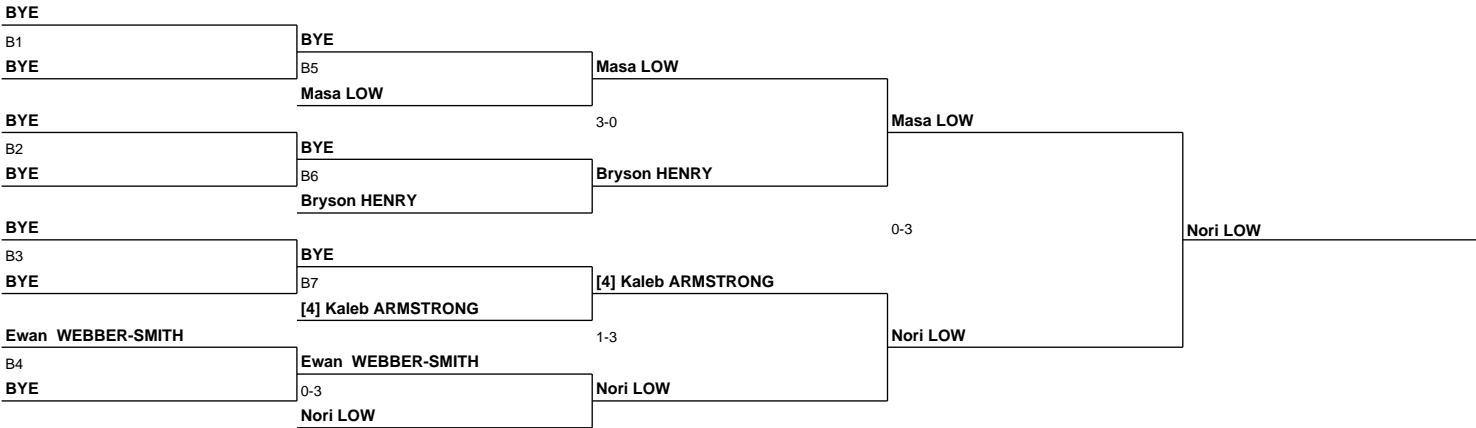 BYE
B1
BYE
BYE
B5
Masa LOW
Masa LOW
BYE
B2
BYE
BYE
B6
Bryson HENRY
3-0
Bryson HENRY
Masa LOW
BYE
B3
BYE
BYE
B7
[4] Kaleb ARMSTRONG
[4] Kaleb ARMSTRONG
Ewan WEBBER-SMITH
B4
BYE
Ewan WEBBER-SMITH
0-3
Nori LOW
1-3
Nori LOW
Nori LOW
0-3
Nori LOW